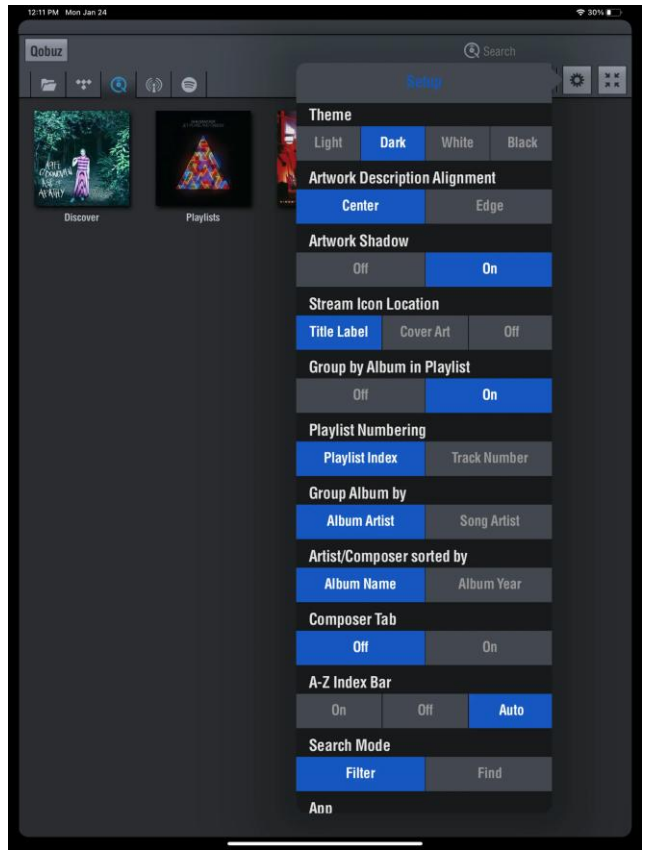 12:11 PM Mon Jan 24
30%
Qobuz
Search
Setup
Theme
Light Dark White Black
Artwork Description Alignment
Center Edge
Discover
Playlists
Artwork Shadow
Off On
Stream Icon Location
Title Label Cover Art Off
Group by Album in Playlist
Off On
Playlist Numbering
Playlist Index Track Number
Group Album by
Album Artist Song Artist
Artist/Composer sorted by
Album Name Album Year
Composer Tab
Off On
A-Z Index Bar
On Off Auto
Search Mode
Filter Find
App